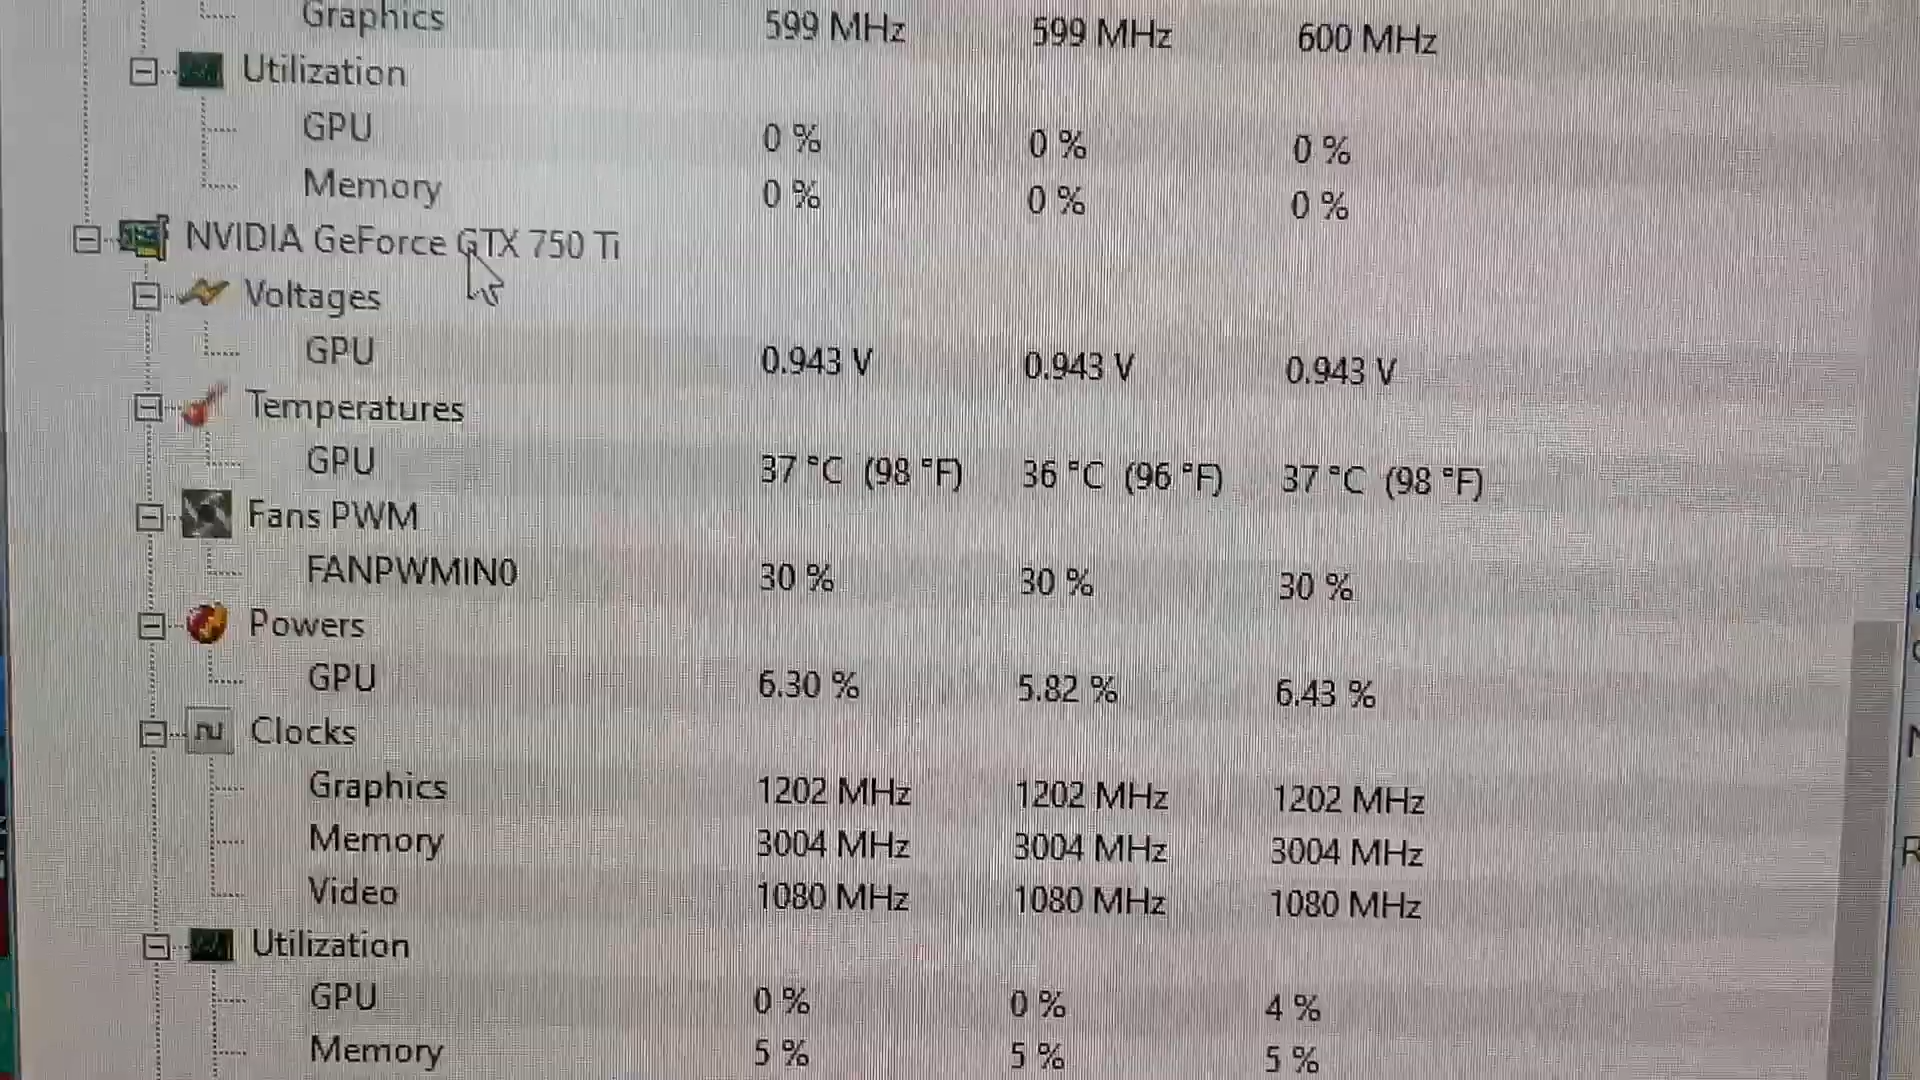 Graphics 599 MHz 599 MHz 600 MHz
Utilization
GPU 0 % 0 % 0 %
Memory 0 % 0 % 0 %
NVIDIA GeForce GTX 750 Ti
Voltages
GPU 0.943 V 0.943 V 0.943 V
Temperatures
GPU 37 °C (98 °F) 36 °C (96 °F) 37 °C (98 °F)
Fans PWM
FANPWMIN0 30 % 30 % 30 %
Powers
GPU 6.30 % 5.82 % 6.43 %
Clocks
Graphics 1202 MHz 1202 MHz 1202 MHz
Memory 3004 MHz 3004 MHz 3004 MHz
Video 1080 MHz 1080 MHz 1080 MHz
Utilization
GPU 0 % 0 % 4 %
Memory 5 % 5 % 5 %